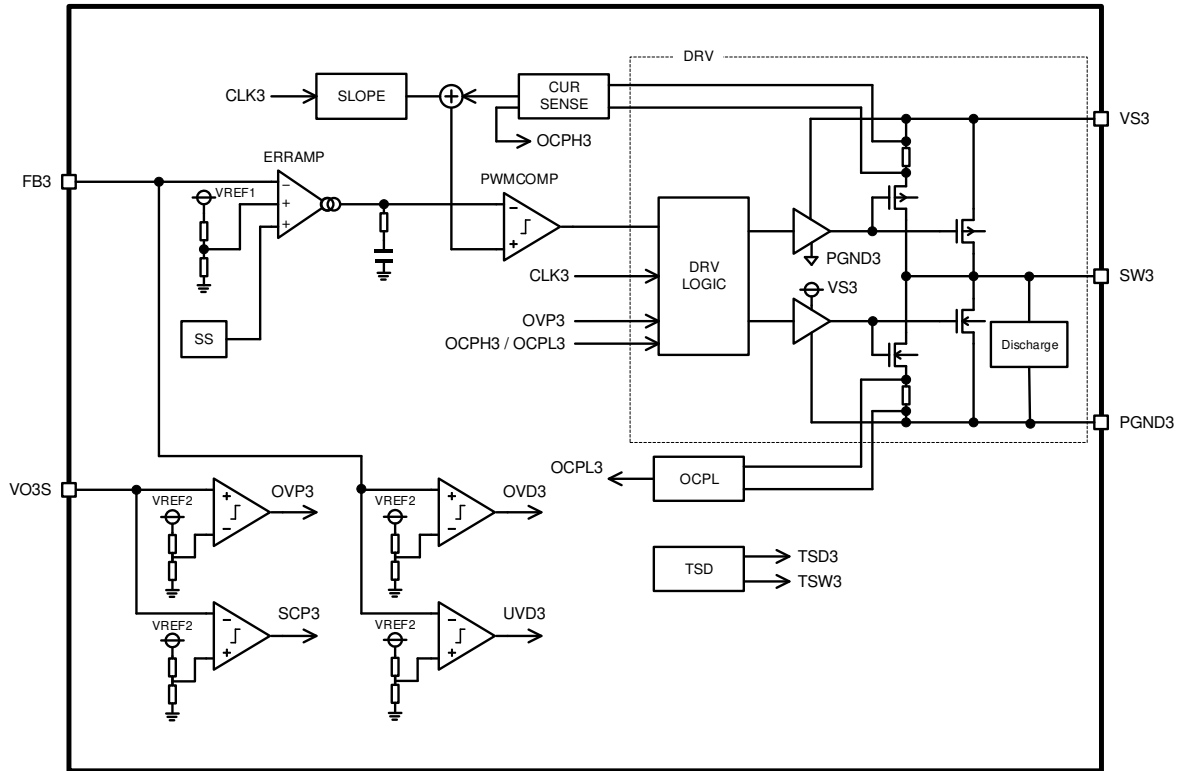 DRV
CLK3
SLOPE
+
CUR
SENSE
OCPH3
VS3
ERRAMP
FB3
VREF1
−
+
+
PWMCOMP
−
+
DRV
LOGIC
PGND3
CLK3
VS3
SW3
OVP3
OCPH3 / OCPL3
SS
Discharge
PGND3
OCPL3
OCPL
VO3S
VREF2
+
−
OVP3
VREF2
+
−
OVD3
TSD
TSD3
TSW3
VREF2
−
+
SCP3
VREF2
−
+
UVD3